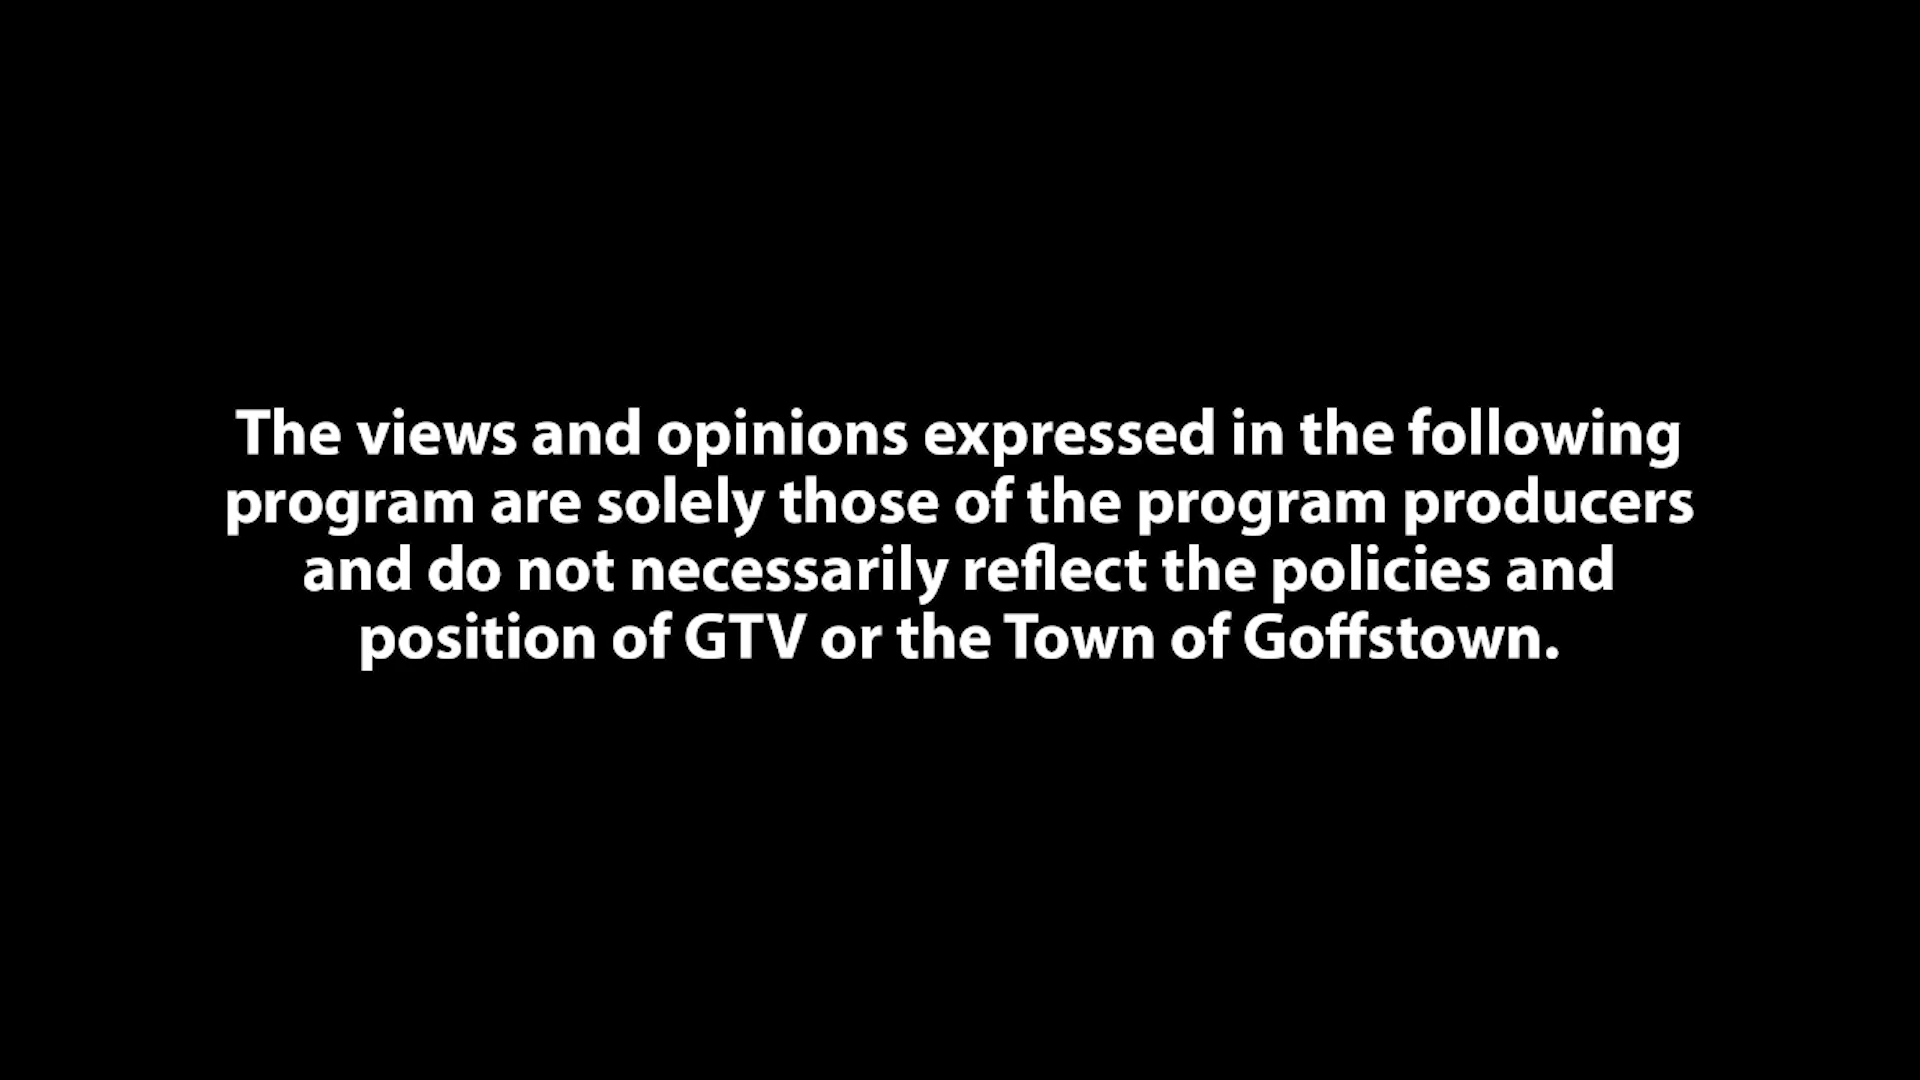 The views and opinions expressed in the following
program are solely those of the program producers
and do not necessarily reflect the policies and
position of GTV or the Town of Goffstown.